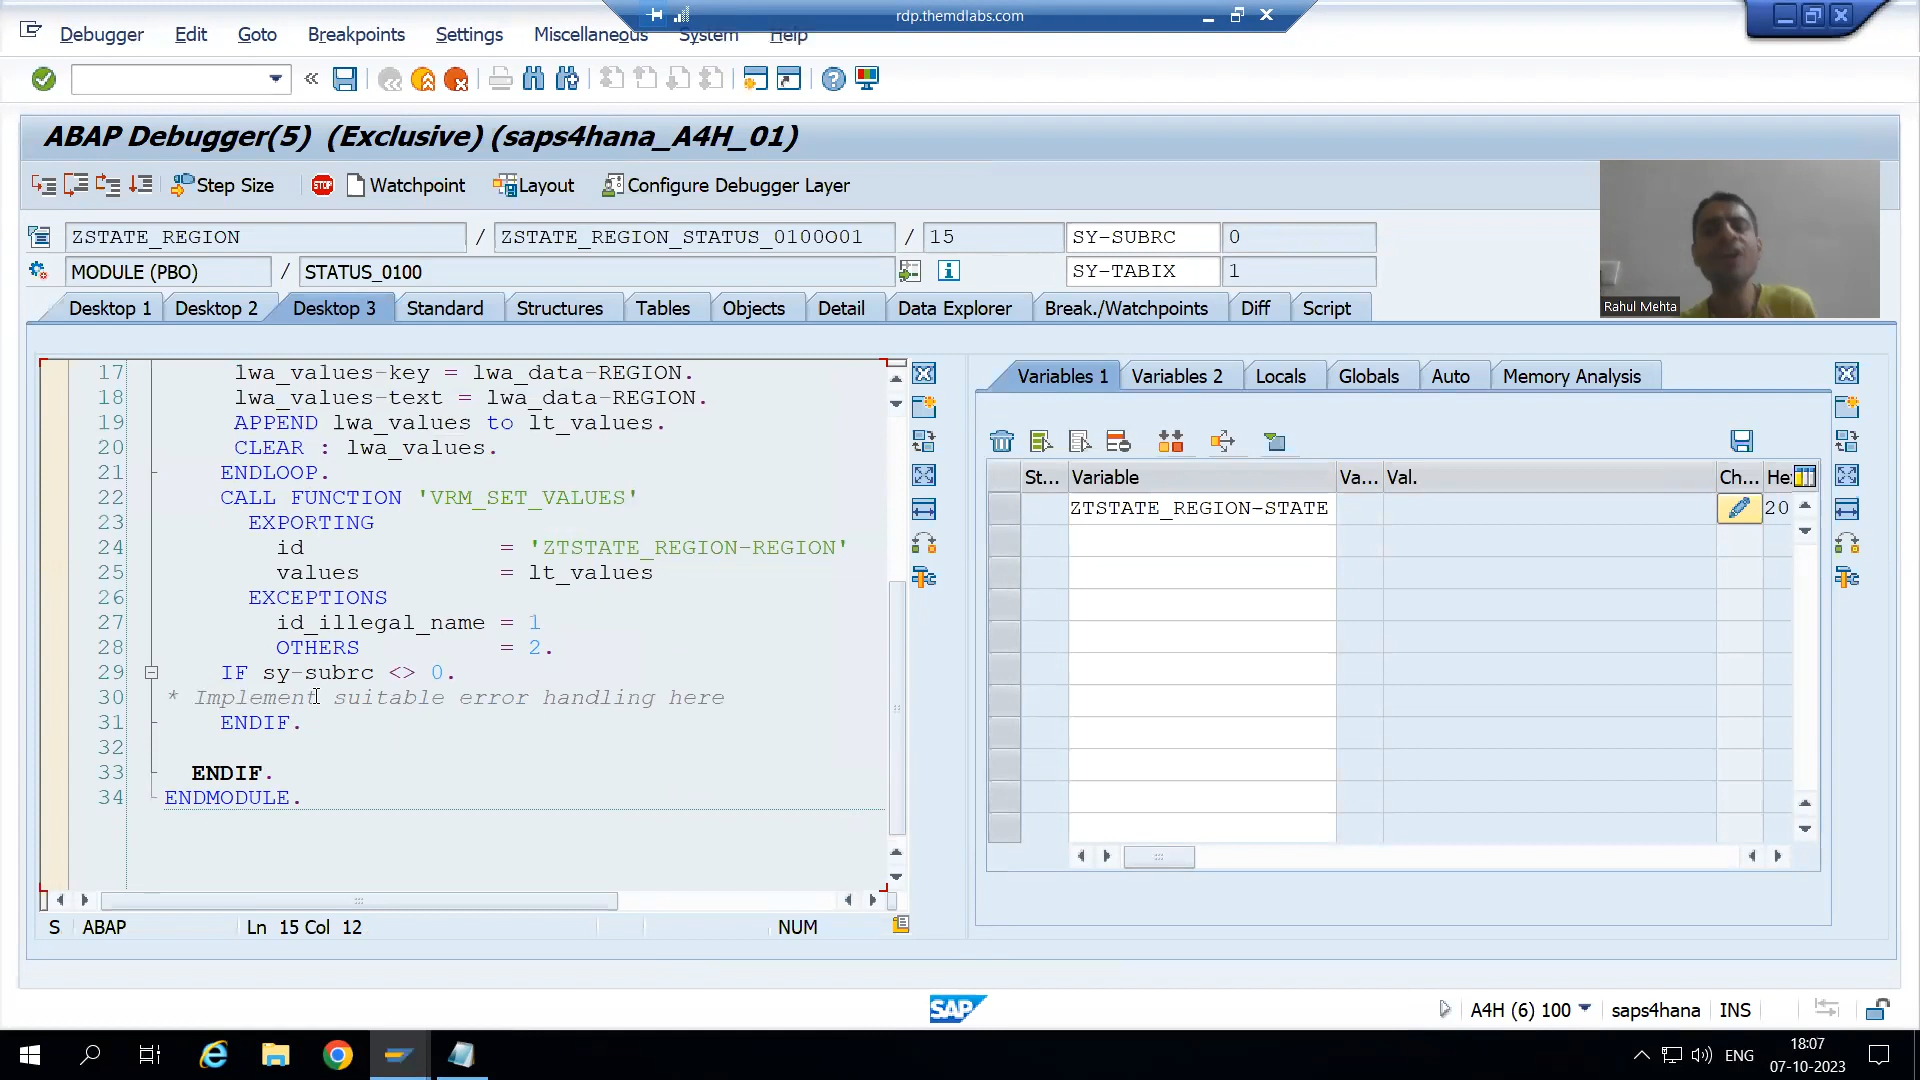 rdp.themdlabs.com
Debugger Edit Goto Breakpoints Settings Miscellaneous System Help
ABAP Debugger(5) (Exclusive) (saps4hana_A4H_01)
Step Size STOP Watchpoint Layout Configure Debugger Layer
ZSTATE_REGION / ZSTATE_REGION_STATUS_0100O01 / 15 SY-SUBRC 0
MODULE (PBO) / STATUS_0100 SY-TABIX 1
Rahul Mehta
Desktop 1 Desktop 2 Desktop 3 Standard Structures Tables Objects Detail Data Explorer Break./Watchpoints Diff Script
17 lwa_values-key = lwa_data-REGION.
18 lwa_values-text = lwa_data-REGION.
19 APPEND lwa_values to lt_values.
20 CLEAR : lwa_values.
21 ENDLOOP.
22 CALL FUNCTION 'VRM_SET_VALUES'
23 EXPORTING
24 id = 'ZTSTATE_REGION-REGION'
25 values = lt_values
26 EXCEPTIONS
27 id_illegal_name = 1
28 OTHERS = 2.
29 IF sy-subrc <> 0.
30 * Implement suitable error handling here
31 ENDIF.
32
33 ENDIF.
34 ENDMODULE.
S ABAP Ln 15 Col 12 NUM
Variables 1 Variables 2 Locals Globals Auto Memory Analysis
St... Variable Va... Val. Ch... He
ZTSTATE_REGION-STATE 20
SAP A4H (6) 100 saps4hana INS
ENG 18:07
07-10-2023